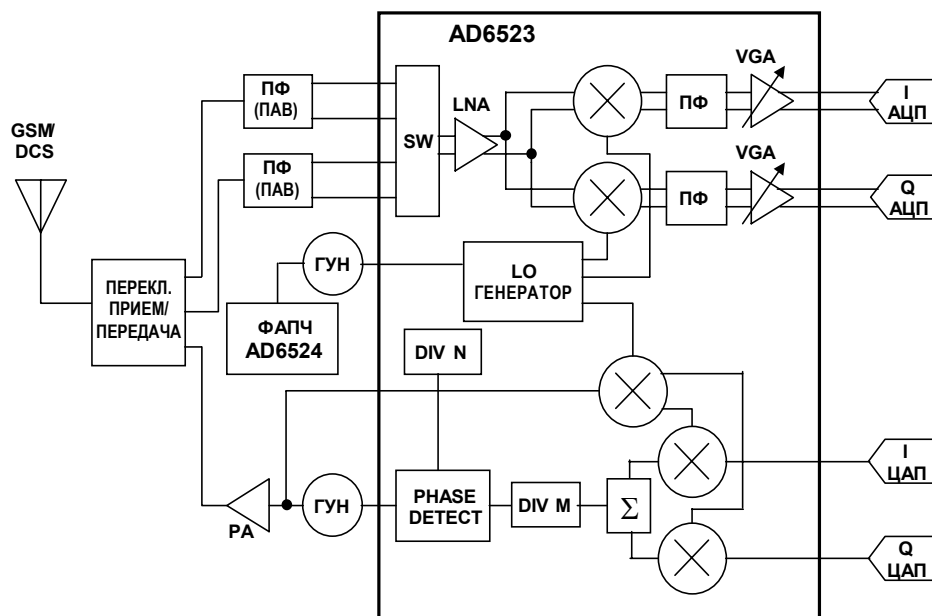 AD6523
VGA
ПФ
(ПАВ)
LNA
ПФ
I
АЦП
GSM/
DCS
SW
VGA
ПФ
(ПАВ)
ПФ
Q
АЦП
ГУН
LO
ГЕНЕРАТОР
ПЕРЕКЛ.
ПРИЕМ/
ПЕРЕДАЧА
ФАПЧ
AD6524
DIV N
I
ЦАП
PA
ГУН
PHASE
DETECT
DIV M
Σ
Q
ЦАП